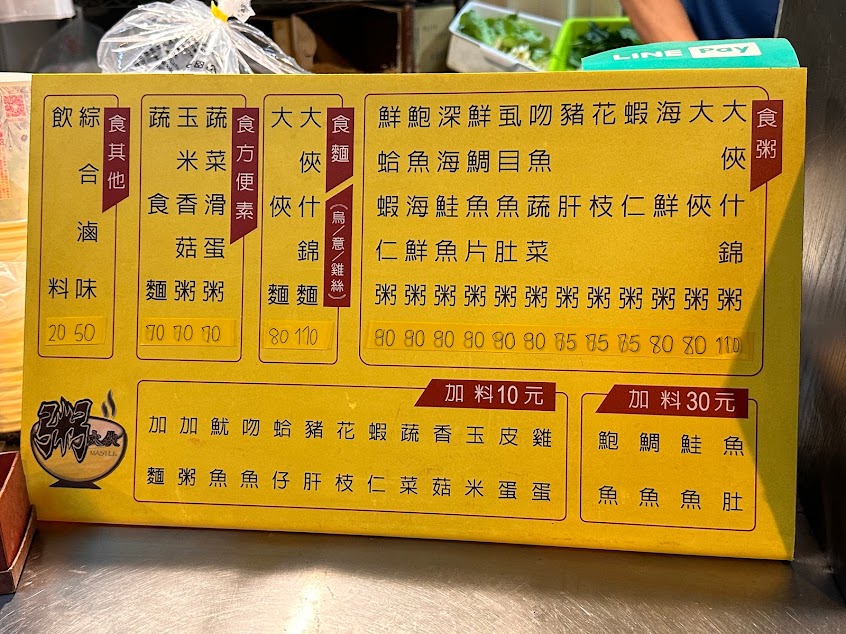 LINE Pay
食粥
大俠什錦粥 110
大俠粥 80
海鮮粥 80
蝦仁粥 75
花枝粥 75
豬肝粥 75
吻魚蔬菜粥 80
虱目魚肚粥 80
鮮鯛魚片粥 80
深海鮭魚粥 80
鮑魚海鮮粥 80
鮮蛤蝦仁粥 80
食麵(烏/意/雞絲)
大俠什錦麵 110
大俠麵 80
食方便素
蔬菜滑蛋粥 70
玉米香菇粥 70
蔬食麵 70
食其他
綜合滷味 50
飲料 20
加料30元
魚肚
鮭魚
鯛魚
鮑魚
加料10元
雞蛋
皮蛋
玉米
香菇
蔬菜
蝦仁
花枝
豬肝
蛤仔
吻魚
魷魚
加粥
加麵
粥大俠